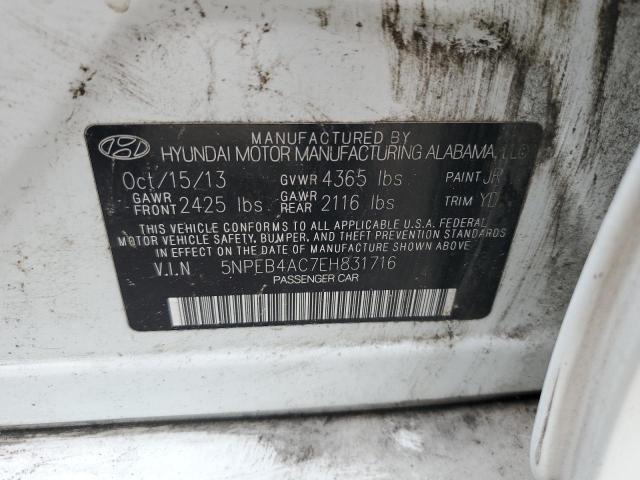 MANUFACTURED BY
HYUNDAI MOTOR MANUFACTURING ALABAMA, LLC
Oct/15/13 GVWR 4365 lbs PAINT JR
GAWR FRONT 2425 lbs GAWR REAR 2116 lbs TRIM YD
THIS VEHICLE CONFORMS TO ALL APPLICABLE U.S.A. FEDERAL
MOTOR VEHICLE SAFETY, BUMPER, AND THEFT PREVENTION STANDARDS
IN EFFECT ON THE DATE OF MANUFACTURE SHOWN ABOVE.
V.I.N 5NPEB4AC7EH831716
PASSENGER CAR